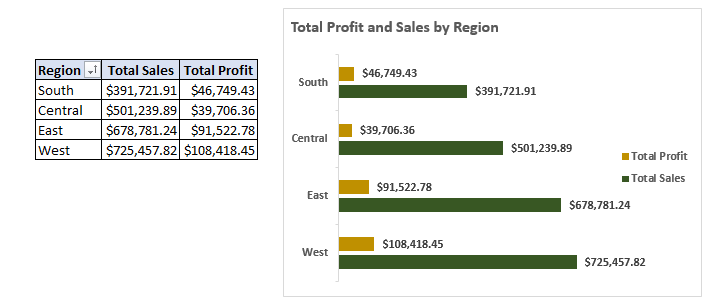 Region Total Sales Total Profit
South $391,721.91 $46,749.43
Central $501,239.89 $39,706.36
East $678,781.24 $91,522.78
West $725,457.82 $108,418.45
Total Profit and Sales by Region
$46,749.43
South
$391,721.91
$39,706.36
Central
$501,239.89
Total Profit
Total Sales
$91,522.78
East
$678,781.24
$108,418.45
West
$725,457.82